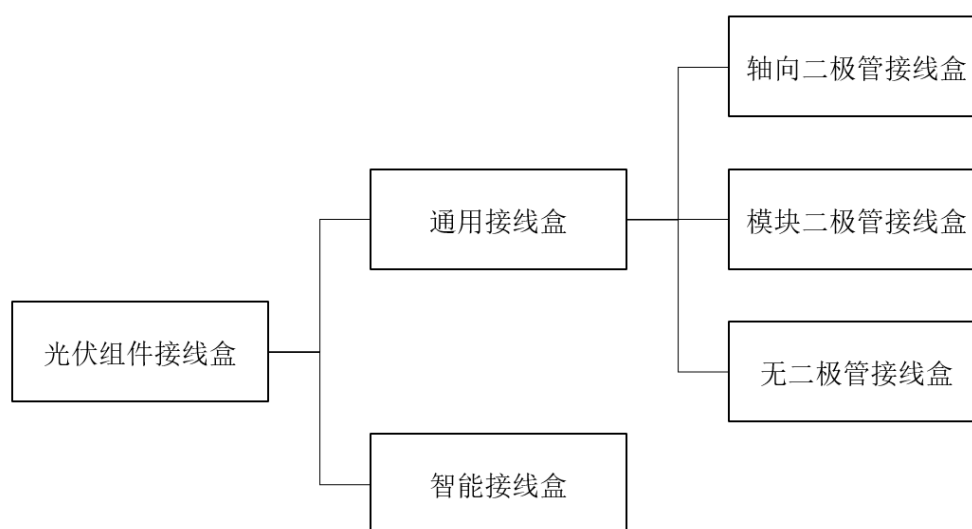 轴向二极管接线盒
通用接线盒
模块二极管接线盒
光伏组件接线盒
无二极管接线盒
智能接线盒